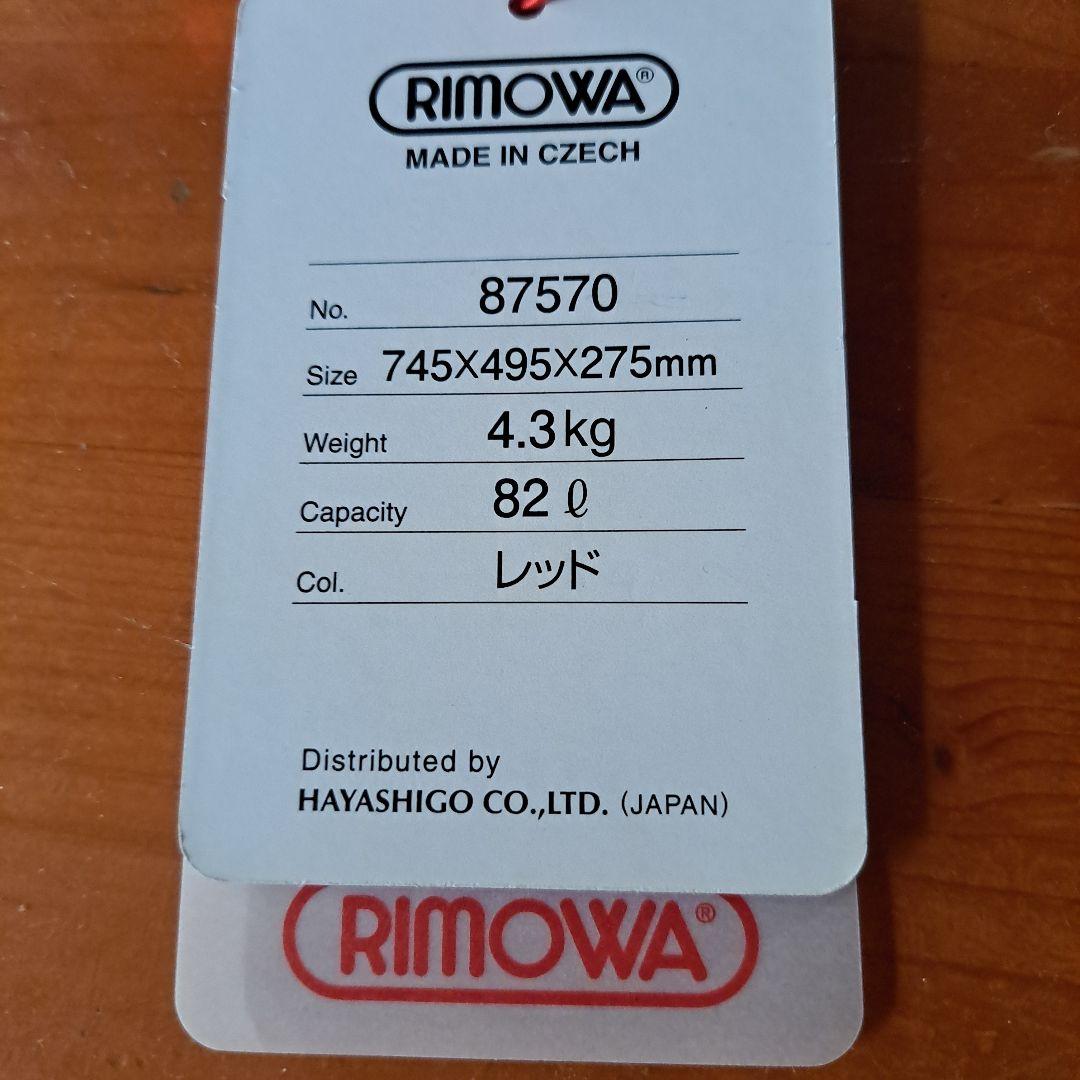 RIMOWA®
MADE IN CZECH
No. 87570
Size 745X495X275mm
Weight 4.3kg
Capacity 82 ℓ
Col. レッド
Distributed by
HAYASHIGO CO.,LTD. (JAPAN)
RIMOWA®